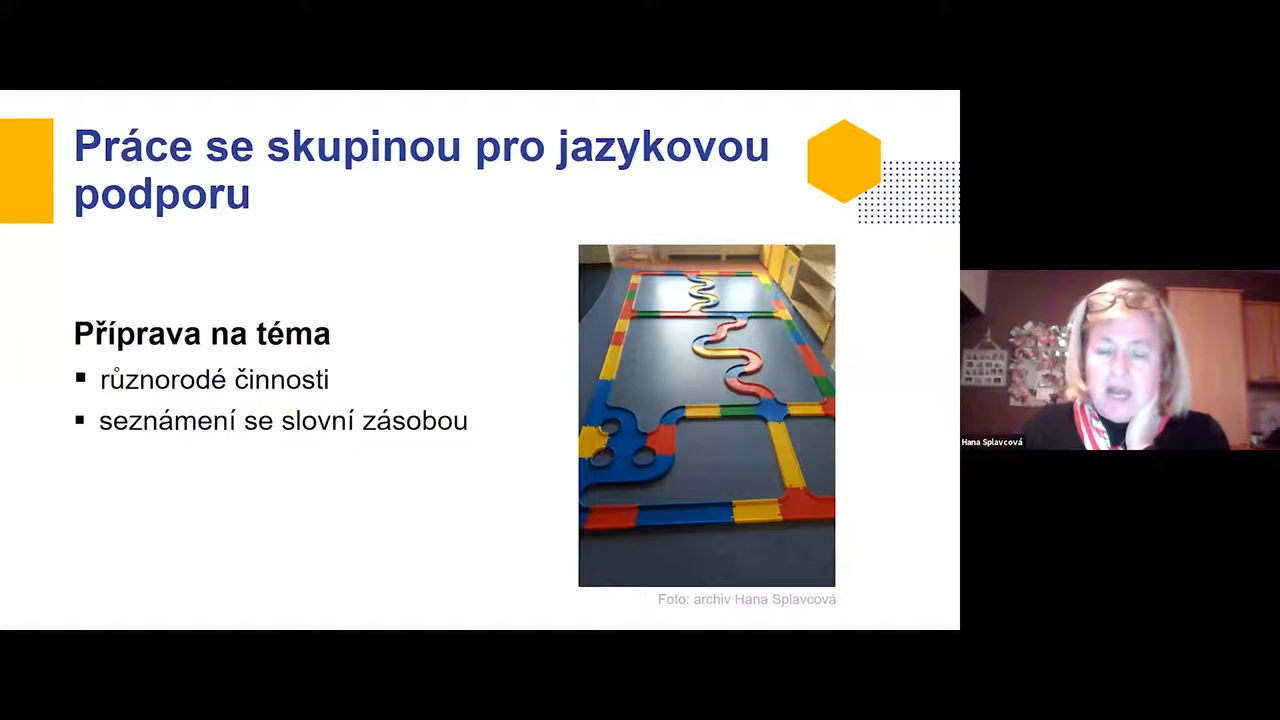 Práce se skupinou pro jazykovou
podporu
Příprava na téma
▪ různorodé činnosti
▪ seznámení se slovní zásobou
Foto: archiv Hana Splavcová
Hana Splavcová